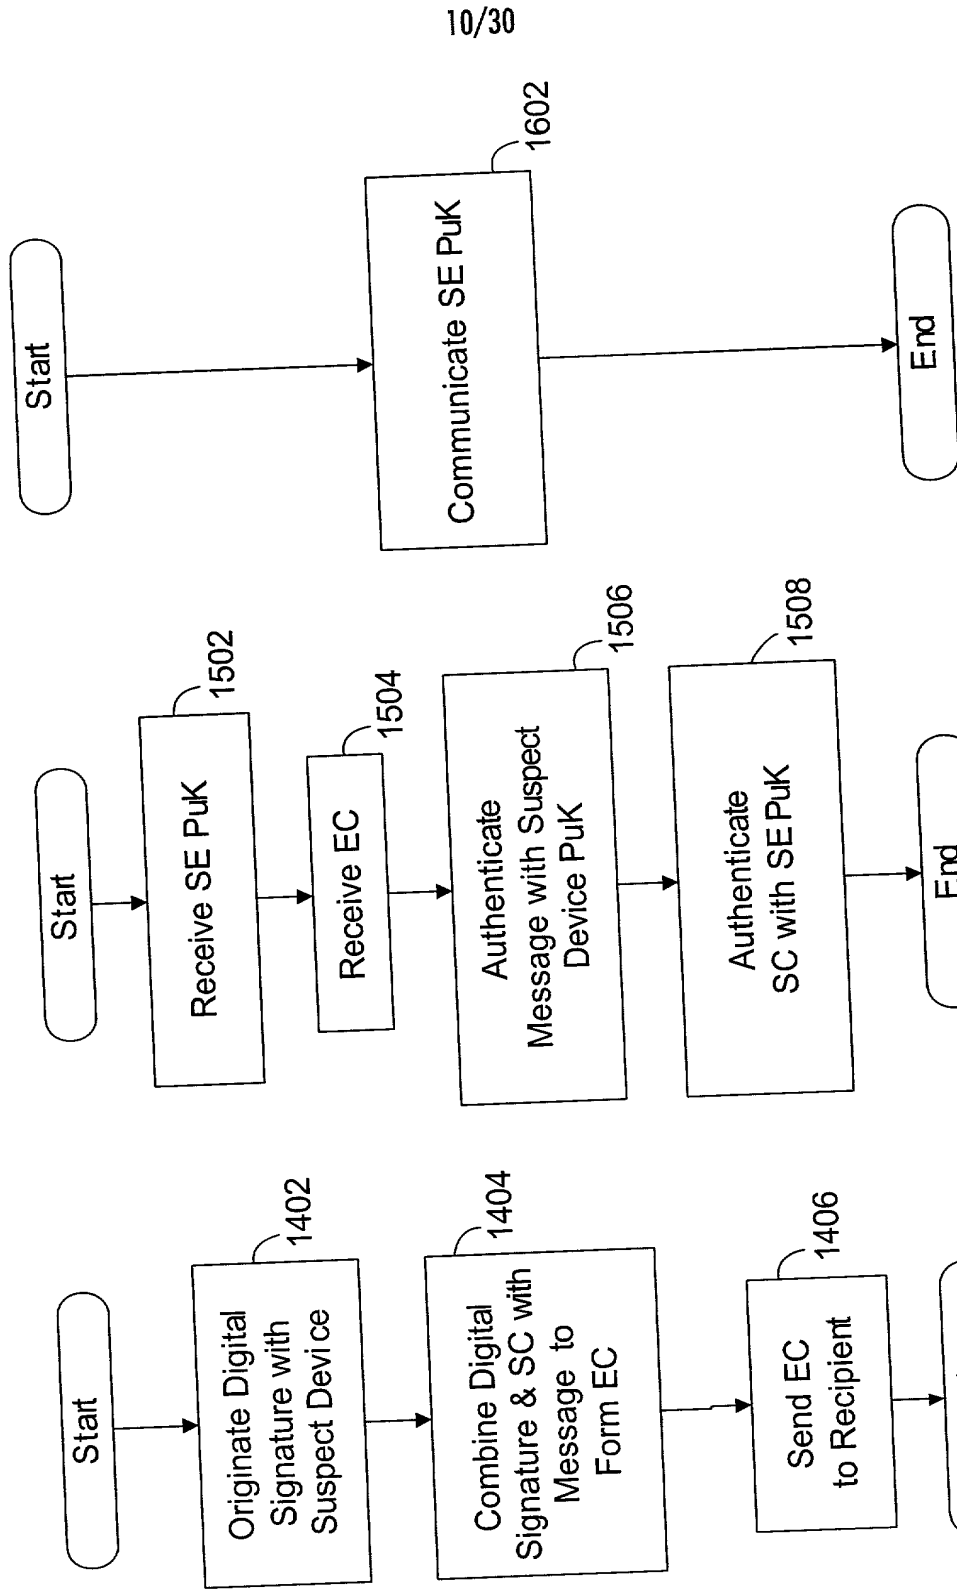 10/30
Start
1402
Originate Digital
Signature with
Suspect Device
1404
Combine Digital
Signature & SC with
Message to
Form EC
1406
Send EC
to Recipient
Start
1502
Receive SE PuK
1504
Receive EC
1506
Authenticate
Message with Suspect
Device PuK
1508
Authenticate
SC with SE PuK
End
Start
1602
Communicate SE PuK
End